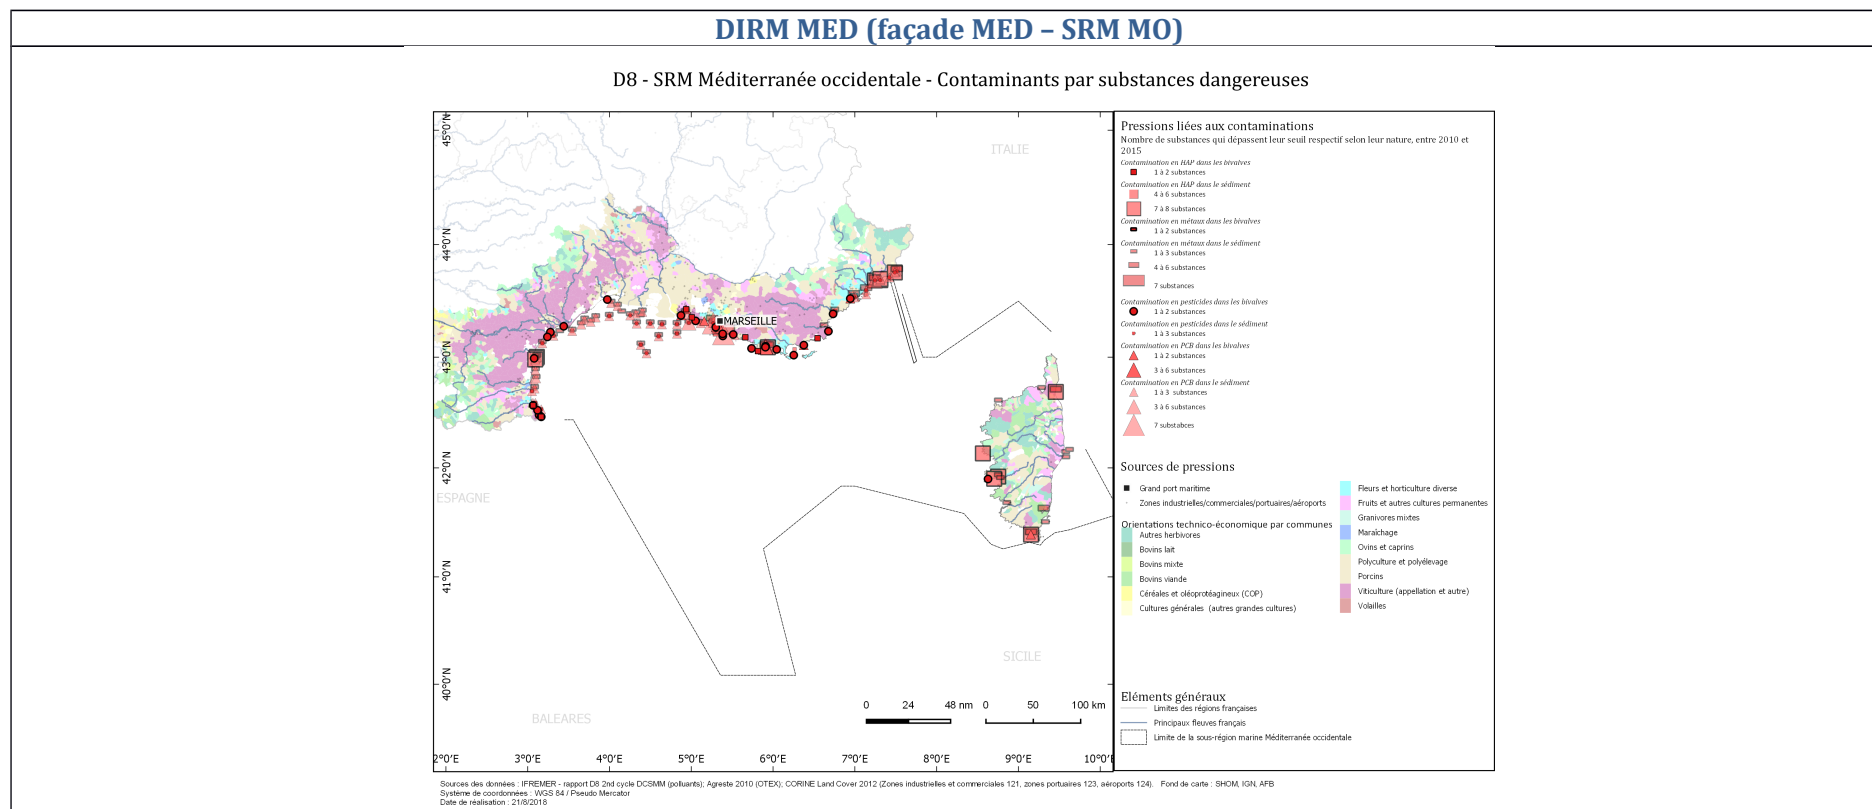 DIRM MED (façade MED – SRM MO)
D8 - SRM Méditerranée occidentale - Contaminants par substances dangereuses
45°0'N
44°0'N
43°0'N
42°0'N
41°0'N
40°0'N
ITALIE
MARSEILLE
ESPAGNE
SICILE
BALEARES
0 24 48 nm 0 50 100 km
2°0'E 3°0'E 4°0'E 5°0'E 6°0'E 7°0'E 8°0'E 9°0'E 10°0'E
Pressions liées aux contaminations
Nombre de substances qui dépassent leur seuil respectif selon leur nature, entre 2010 et
2015
Contamination en HAP dans les bivalves
1 à 2 substances
Contamination en HAP dans le sédiment
4 à 6 substances
7 à 8 substances
Contamination en métaux dans les bivalves
1 à 2 substances
Contamination en métaux dans le sédiment
1 à 3 substances
4 à 6 substances
7 substances
Contamination en pesticides dans les bivalves
1 à 2 substances
Contamination en pesticides dans le sédiment
1 à 3 substances
Contamination en PCB dans les bivalves
1 à 2 substances
3 à 6 substances
Contamination en PCB dans le sédiment
1 à 3 substances
3 à 6 substances
7 substabces
Sources de pressions
Grand port maritime
Zones industrielles/commerciales/portuaires/aéroports
Orientations technico-économique par communes
Autres herbivores
Bovins lait
Bovins mixte
Bovins viande
Céréales et oléoprotéagineux (COP)
Cultures générales (autres grandes cultures)
Fleurs et horticulture diverse
Fruits et autres cultures permanentes
Granivores mixtes
Maraîchage
Ovins et caprins
Polyculture et polyélevage
Porcins
Viticulture (appellation et autre)
Volailles
Eléments généraux
Limites des régions françaises
Principaux fleuves français
Limite de la sous-région marine Méditerranée occidentale
Sources des données : IFREMER - rapport D8 2nd cycle DCSMM (polluants); Agreste 2010 (OTEX); CORINE Land Cover 2012 (Zones industrielles et commerciales 121, zones portuaires 123, aéroports 124). Fond de carte : SHOM, IGN, AFB
Système de coordonnées : WGS 84 / Pseudo Mercator
Date de réalisation : 21/8/2018